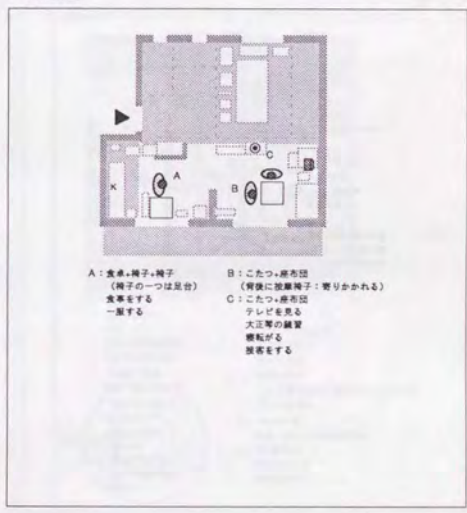 A
C
B
K
A：食卓+椅子+椅子
（椅子の一つは足台）
食事をする
一服する
B：こたつ+座布団
（背後に按摩椅子：寄りかかれる）
C：こたつ+座布団
テレビを見る
大正琴の練習
寝転がる
接客をする